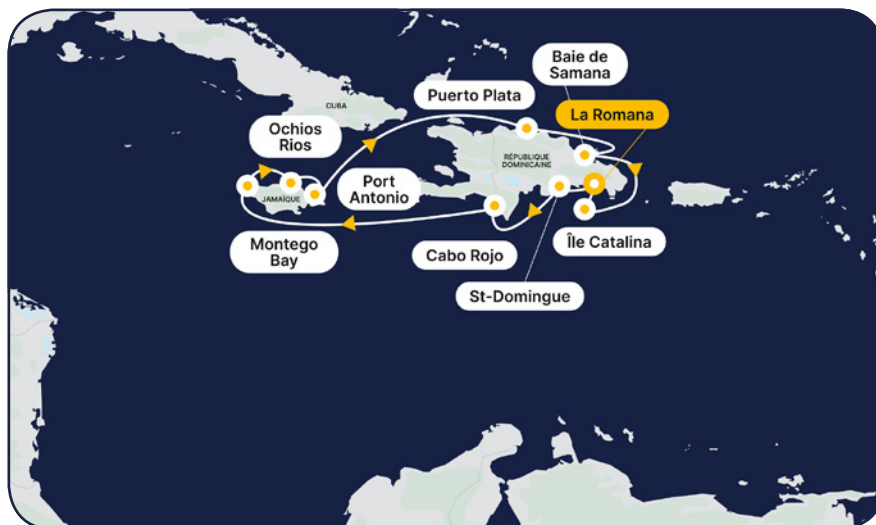 Baie de
Samana
Puerto Plata
La Romana
CUBA
Ochios
Rios
RÉPUBLIQUE
DOMINICAINE
Port
Antonio
JAMAÏQUE
Montego
Bay
Île Catalina
Cabo Rojo
St-Domingue